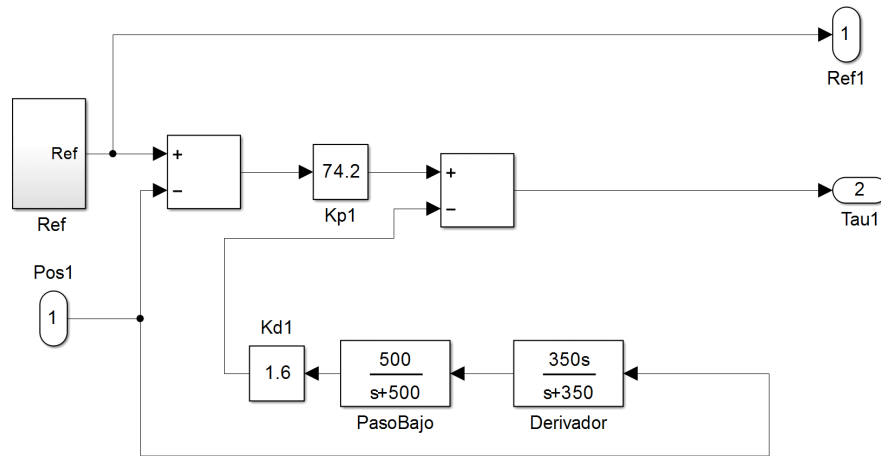 1
Ref1
Ref
+
−
Ref
74.2
Kp1
+
−
2
Tau1
Pos1
1
Kd1
1.6
500
s+500
PasoBajo
350s
s+350
Derivador